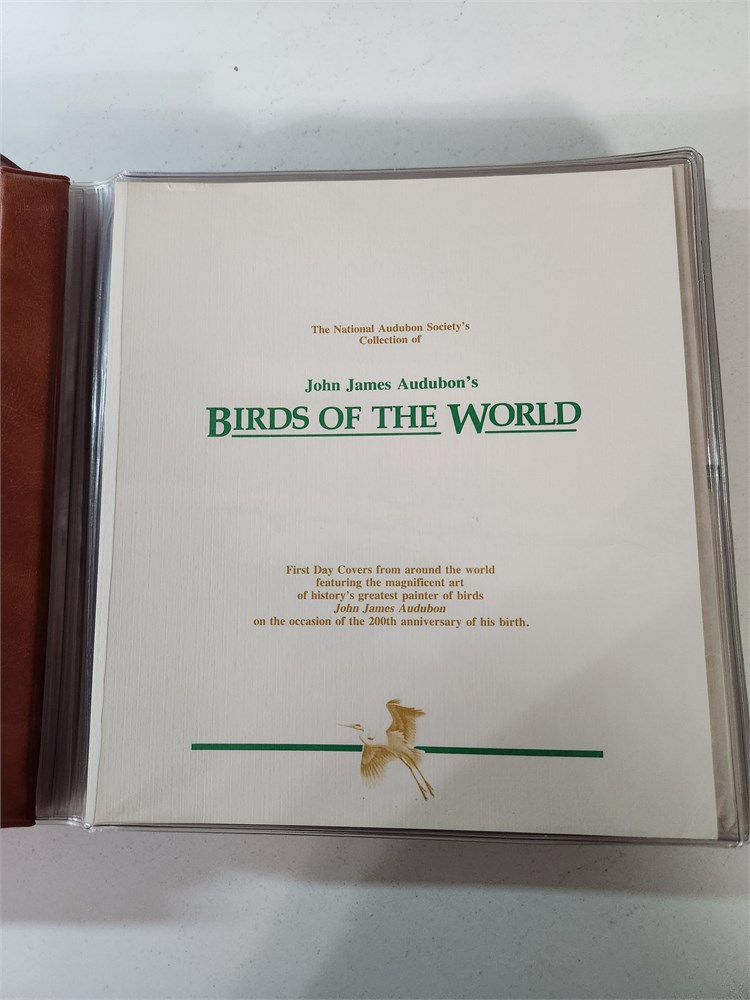 The National Audubon Society's
Collection of
John James Audubon's
BIRDS OF THE WORLD
First Day Covers from around the world
featuring the magnificent art
of history's greatest painter of birds
John James Audubon
on the occasion of the 200th anniversary of his birth.